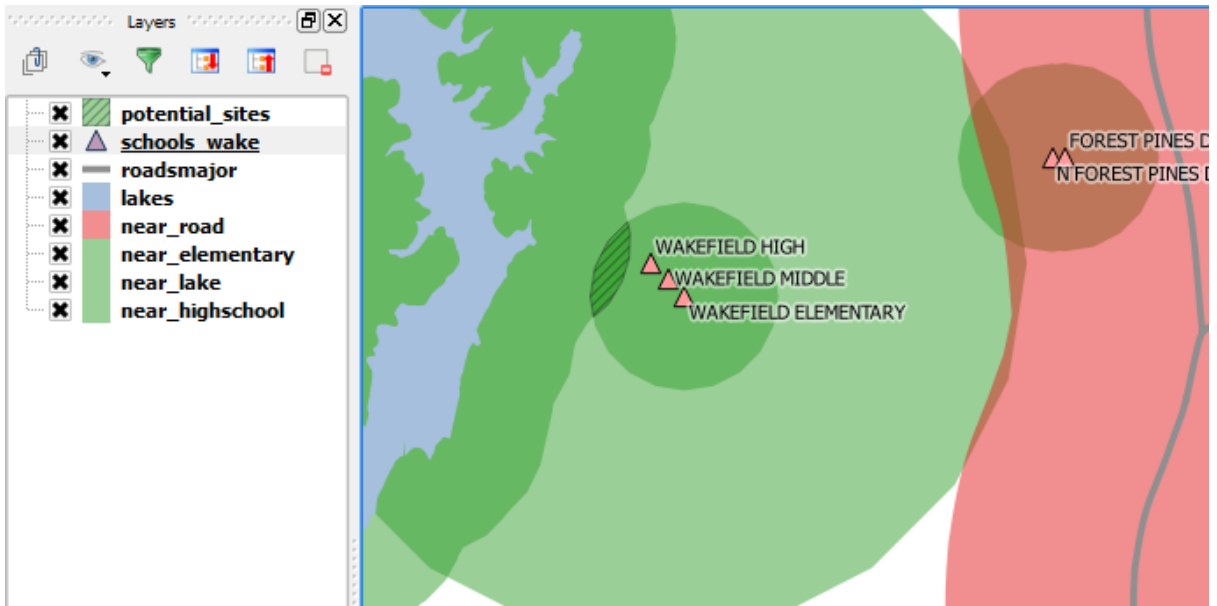 Layers
potential_sites
schools_wake
roadsmajor
lakes
near_road
near_elementary
near_lake
near_highschool
WAKEFIELD HIGH
WAKEFIELD MIDDLE
WAKEFIELD ELEMENTARY
FOREST PINES D
N FOREST PINES D